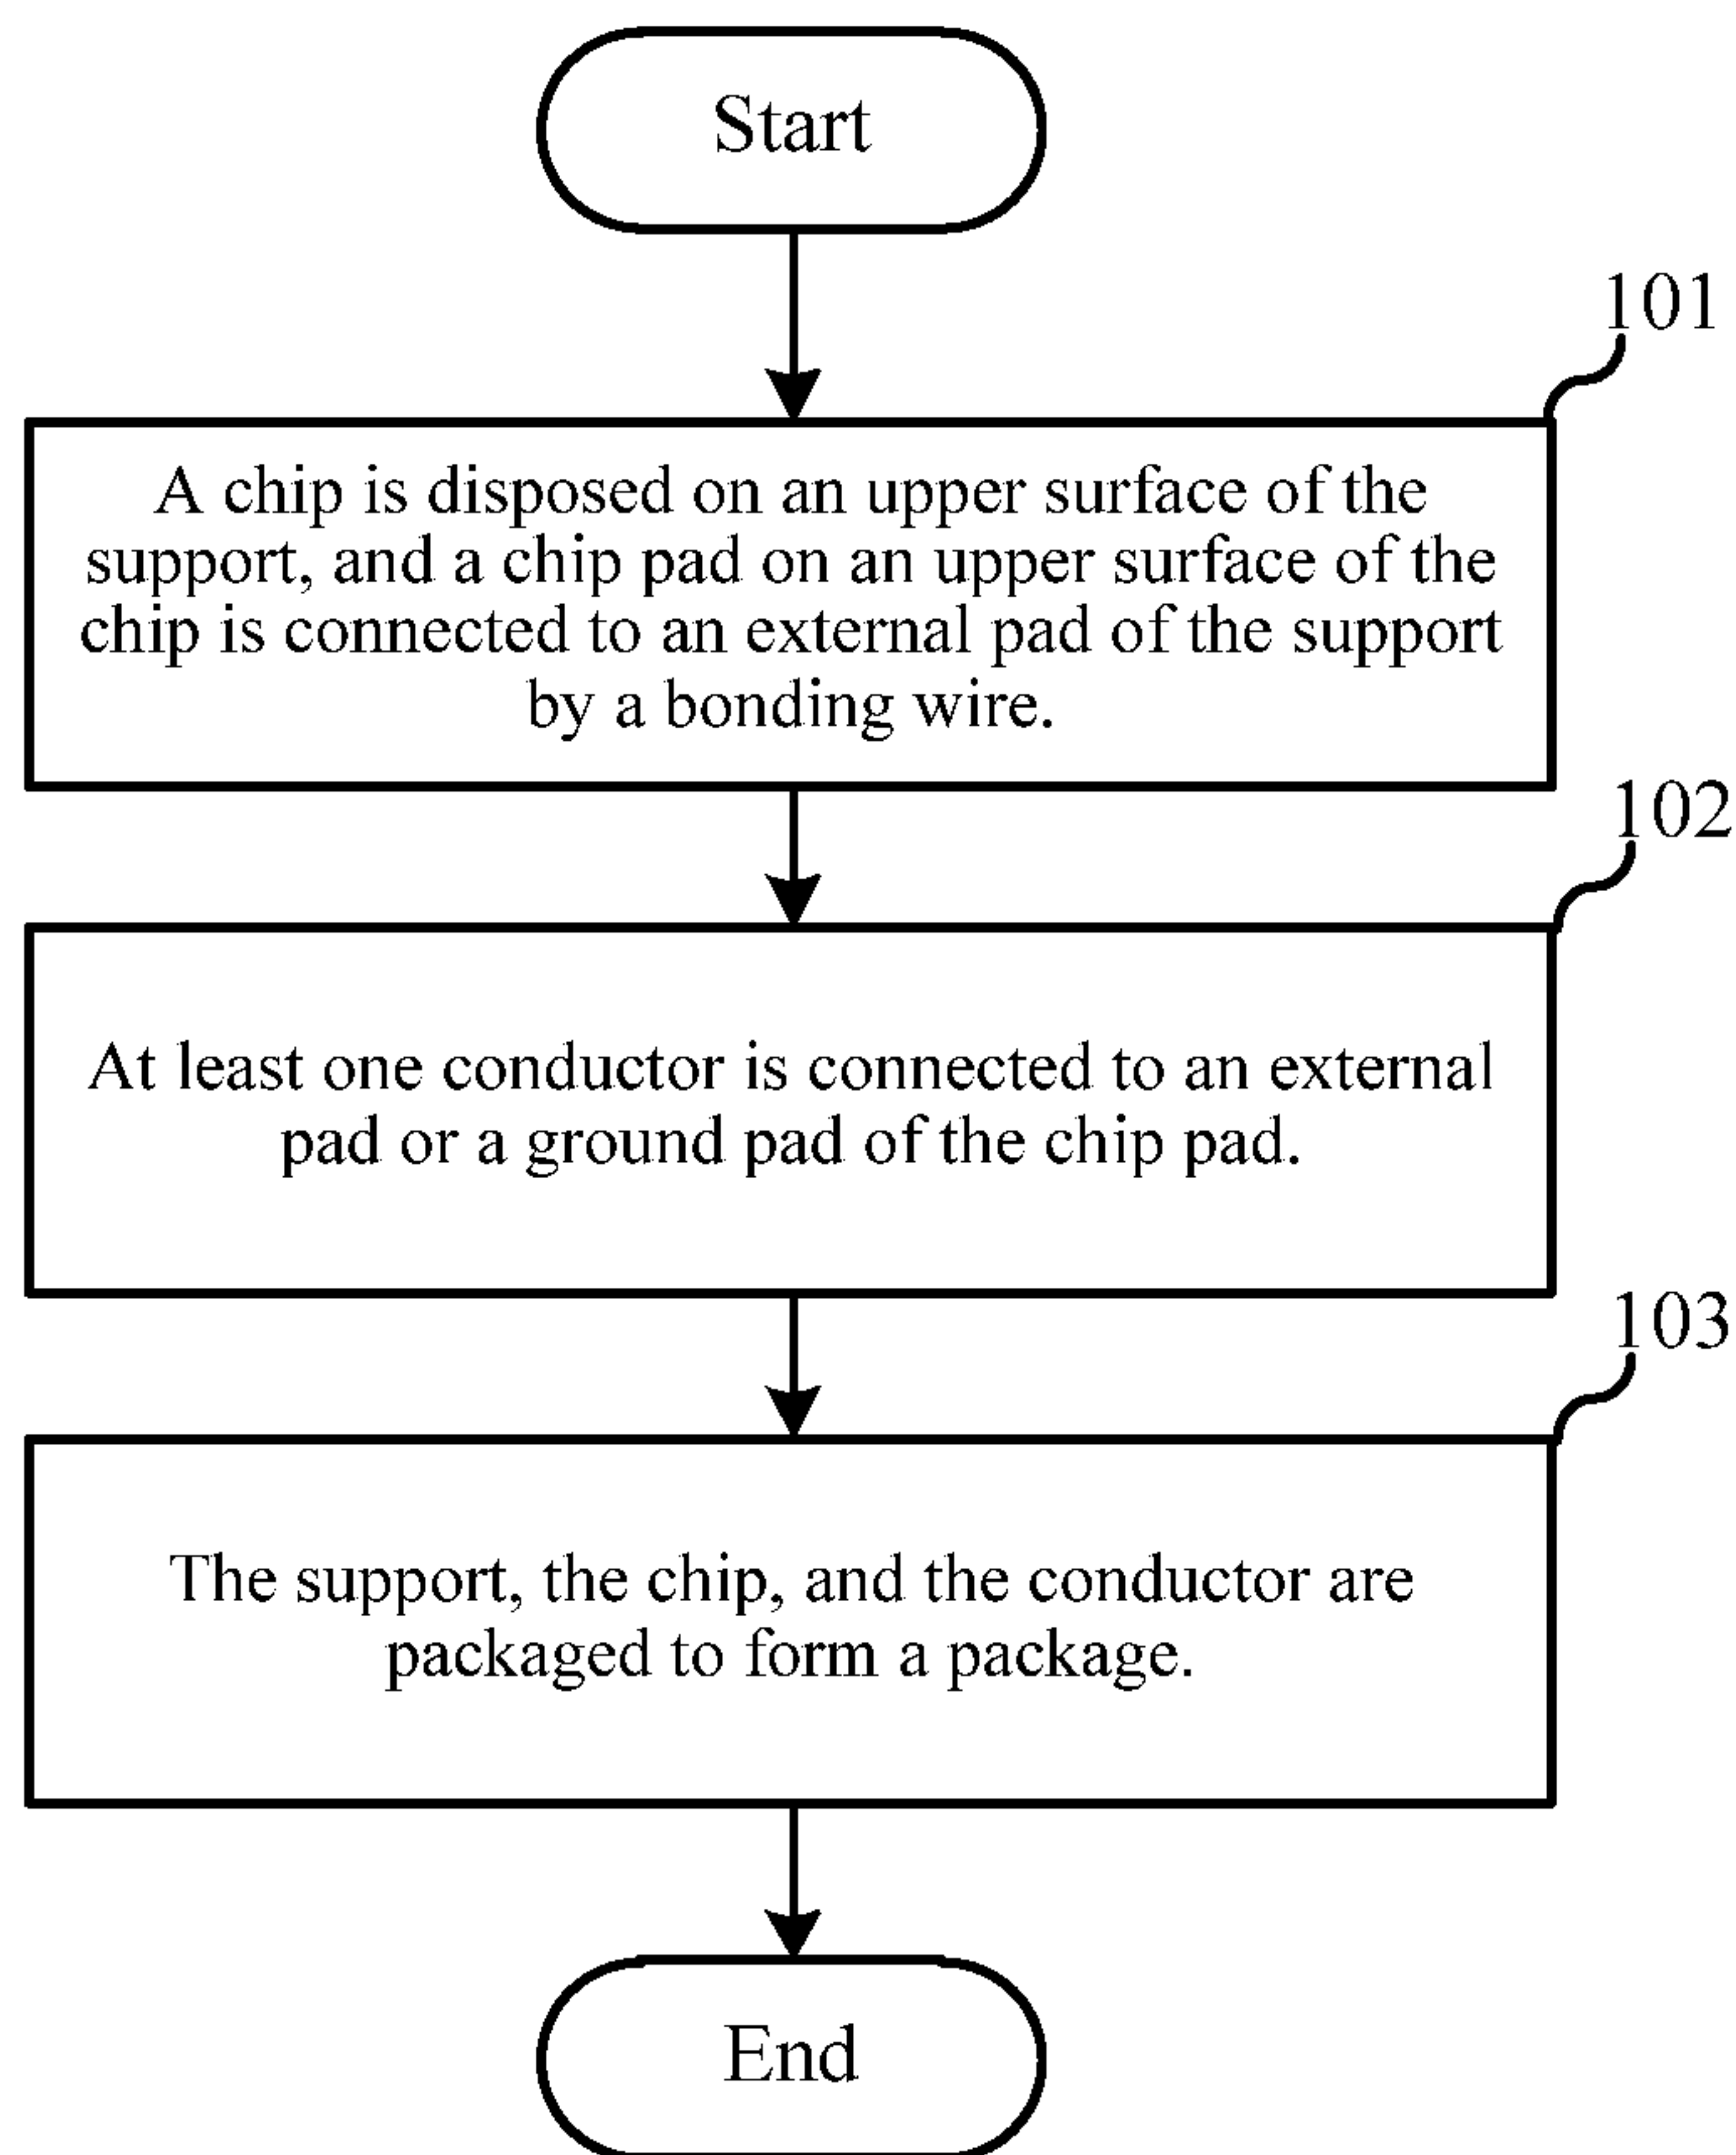 Start
101
A chip is disposed on an upper surface of the
support, and a chip pad on an upper surface of the
chip is connected to an external pad of the support
by a bonding wire.
102
At least one conductor is connected to an external
pad or a ground pad of the chip pad.
103
The support, the chip, and the conductor are
packaged to form a package.
End